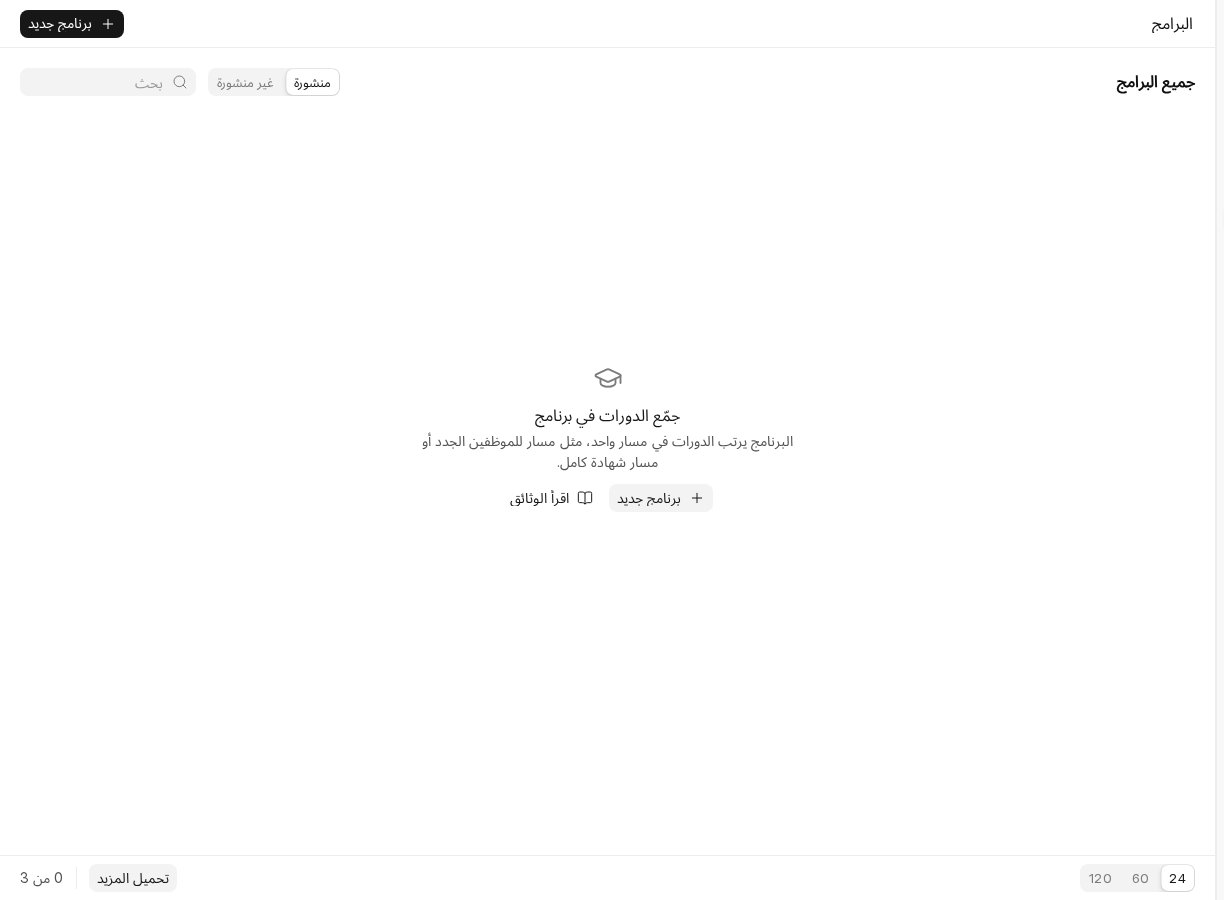 البرامج
برنامج جديد
جميع البرامج
منشورة
غير منشورة
بحث
جمّع الدورات في برنامج
البرنامج يرتب الدورات في مسار واحد، مثل مسار للموظفين الجدد أو
مسار شهادة كامل.
برنامج جديد
اقرأ الوثائق
24
60
120
تحميل المزيد
0 من 3